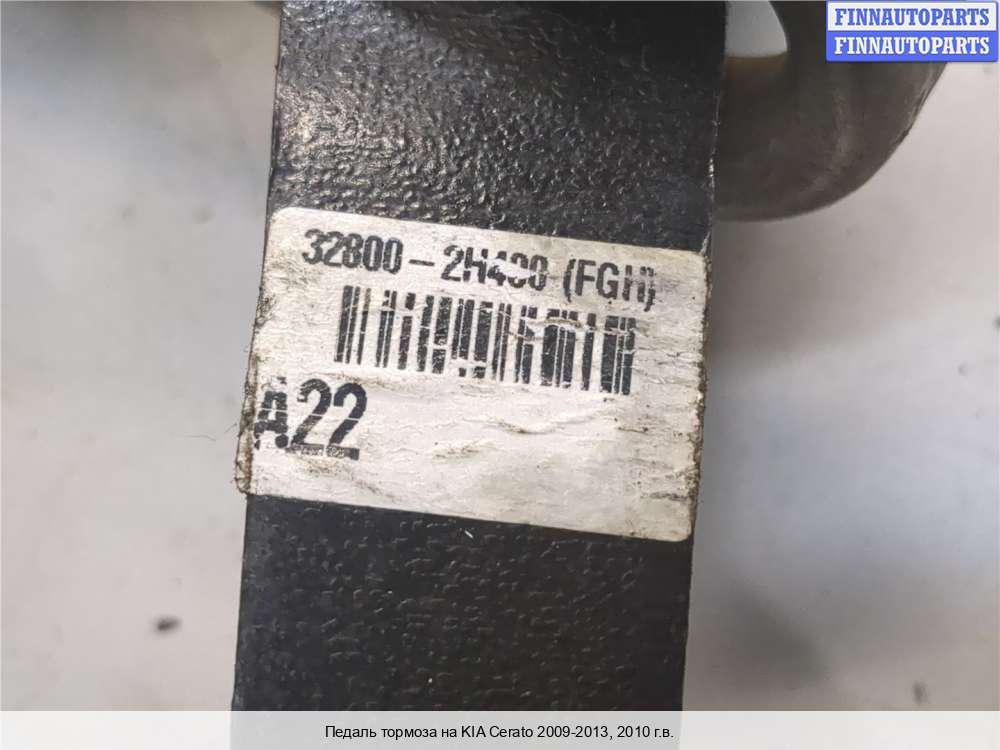 FINNAUTOPARTS
FINNAUTOPARTS
32800-2H400 (FGH)
A22
Педаль тормоза на KIA Cerato 2009-2013, 2010 г.в.